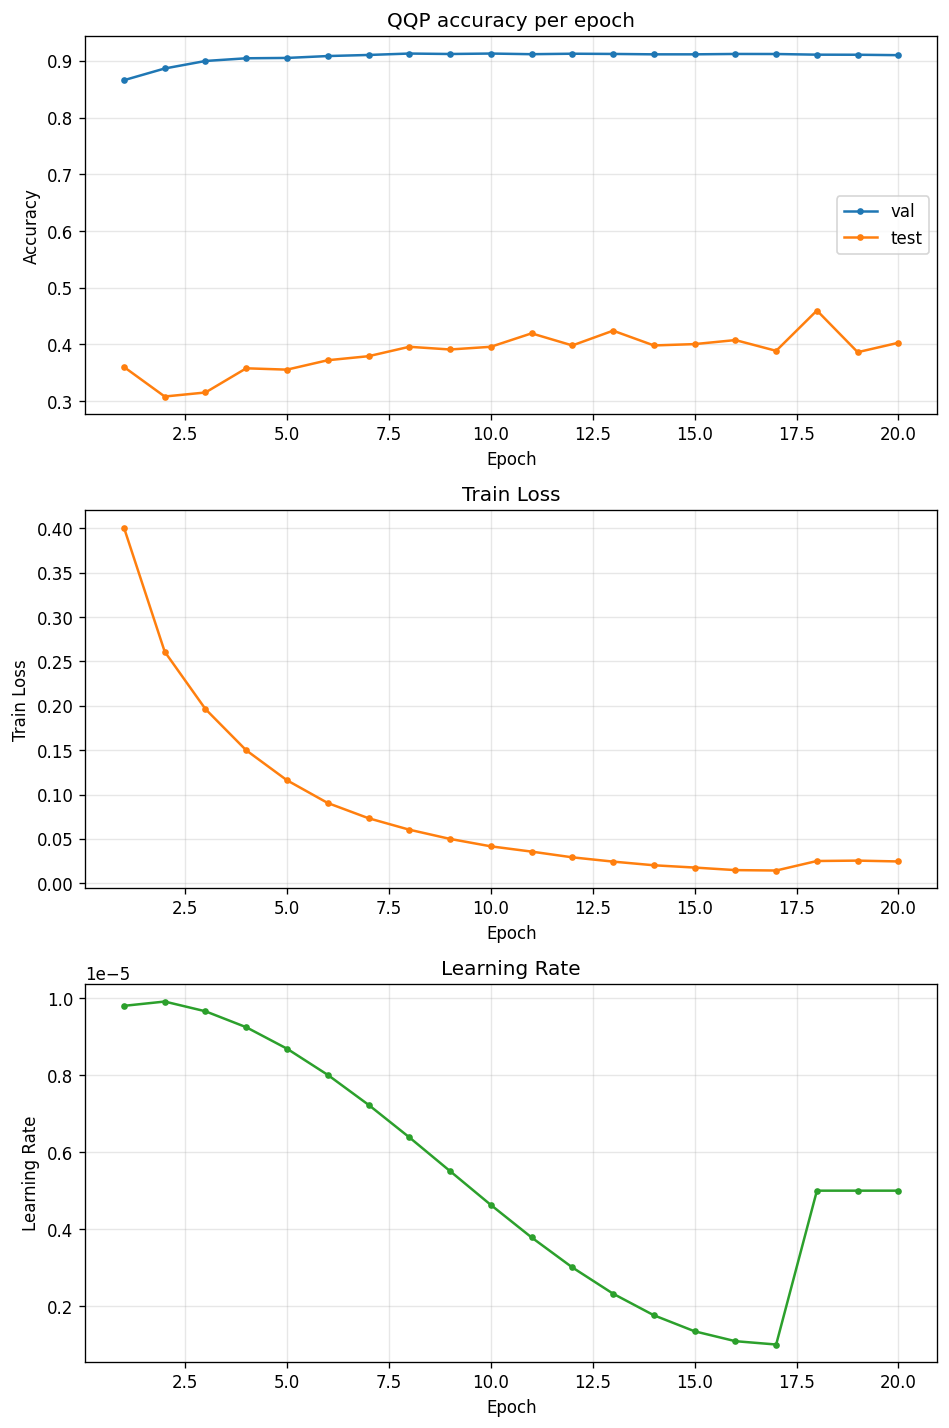 QQP accuracy per epoch
0.9
0.8
0.7
0.6
0.5
0.4
0.3
Accuracy
val
test
2.5 5.0 7.5 10.0 12.5 15.0 17.5 20.0
Epoch
Train Loss
0.40
0.35
0.30
0.25
0.20
0.15
0.10
0.05
0.00
Train Loss
2.5 5.0 7.5 10.0 12.5 15.0 17.5 20.0
Epoch
Learning Rate
1e−5
1.0
0.8
0.6
0.4
0.2
Learning Rate
2.5 5.0 7.5 10.0 12.5 15.0 17.5 20.0
Epoch